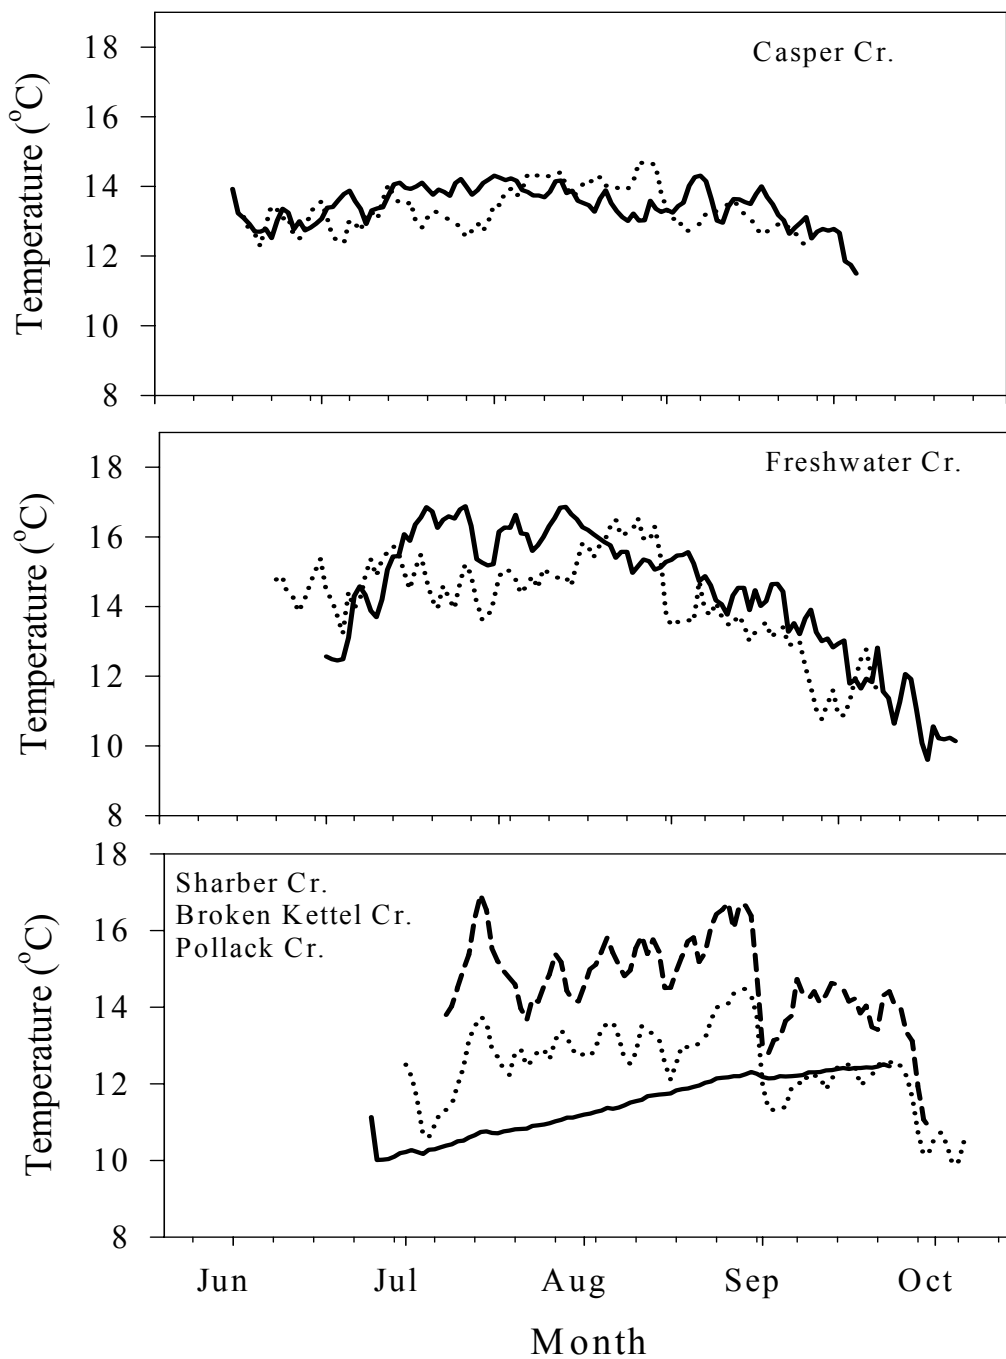 Casper Cr.
Temperature (°C)
18
16
14
12
10
8
Freshwater Cr.
Temperature (°C)
18
16
14
12
10
8
Sharber Cr.
Broken Kettel Cr.
Pollack Cr.
Temperature (°C)
18
16
14
12
10
8
Jun Jul Aug Sep Oct
Month